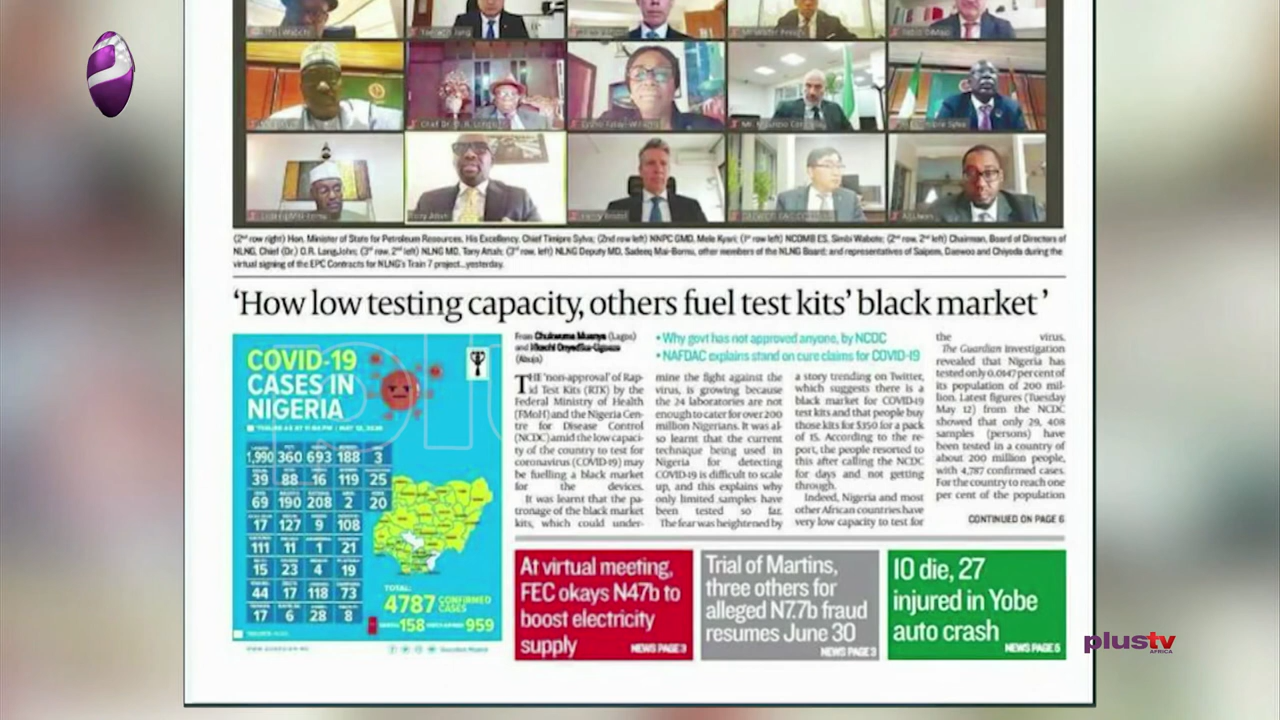 (2nd row right) Hon. Minister of State for Petroleum Resources, His Excellency, Chief Timipre Sylva; (2nd row left) NNPC GMD, Mele Kyari; (1st row left) NCDMB ES, Simbi Wabote; (2nd row, 2nd left) Chairman, Board of Directors of
NLNG, Chief (Dr.) O.R. LongJohn; (3rd row, 2nd left) NLNG MD, Tony Attah; (3rd row, left) NLNG Deputy MD, Sadeeq Mai-Bornu, other members of the NLNG Board; and representatives of Saipem, Daewoo and Chiyoda during the
virtual signing of the EPC Contracts for NLNG's Train 7 project...yesterday.
'How low testing capacity, others fuel test kits' black market'
COVID-19
CASES IN
NIGERIA
1,990 360 693 188 3
39 88 16 119 25
69 190 208 2 20
17 127 9 108
111 11 1 21
15 23 4 19
44 17 118 73
17 6 28 8
TOTAL:
4787 CONFIRMED
CASES
158 959
From Chukwuma Muanya (Lagos)
and
(Abuja)
THE 'non-approval' of Rap-
id Test Kits (RTK) by the
Federal Ministry of Health
(FMoH) and the Nigeria Cen-
tre for Disease Control
(NCDC) amid the low capaci-
ty of the country to test for
coronavirus (COVID-19) may
be fuelling a black market
for the devices.
It was learnt that the pa-
tronage of the black market
kits, which could under-
• Why govt has not approved anyone, by NCDC
• NAFDAC explains stand on cure claims for COVID-19
mine the fight against the
virus, is growing because
the 24 laboratories are not
enough to cater for over 200
million Nigerians. It was al-
so learnt that the current
technique being used in
Nigeria for detecting
COVID-19 is difficult to scale
up, and this explains why
only limited samples have
been tested so far.
The fear was heightened by
a story trending on Twitter,
which suggests there is a
black market for COVID-19
test kits and that people buy
those kits for $350 for a pack
of 15. According to the re-
port, the people resorted to
this after calling the NCDC
for days and not getting
through.
Indeed, Nigeria and most
other African countries have
very low capacity to test for
the virus.
The Guardian investigation
revealed that Nigeria has
tested only 0.0147 per cent of
its population of 200 mil-
lion. Latest figures (Tuesday
May 12) from the NCDC
showed that only 29, 408
samples (persons) have
been tested in a country of
about 200 million people,
with 4,787 confirmed cases.
For the country to reach one
per cent of the population
CONTINUED ON PAGE 6
At virtual meeting,
FEC okays N47b to
boost electricity
supply
NEWS PAGE 3
Trial of Martins,
three others for
alleged N7.7b fraud
resumes June 30
NEWS PAGE 3
10 die, 27
injured in Yobe
auto crash
NEWS PAGE 5
plustv
AFRICA